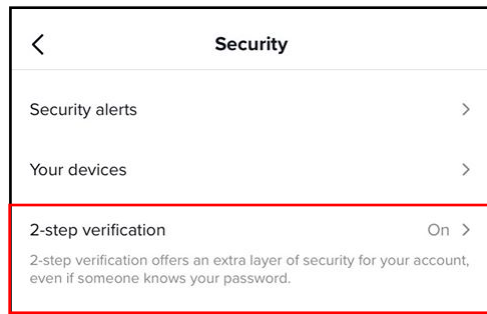 Security
Security alerts
Your devices
2-step verification On
2-step verification offers an extra layer of security for your account,
even if someone knows your password.